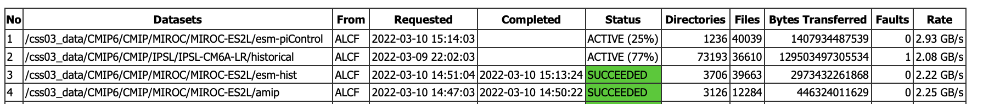 No Datasets From Requested Completed Status Directories Files Bytes Transferred Faults Rate
1 /css03_data/CMIP6/CMIP/MIROC/MIROC-ES2L/esm-piControl ALCF 2022-03-10 15:14:03 ACTIVE (25%) 1236 40039 1407934487539 0 2.93 GB/s
2 /css03_data/CMIP6/CMIP/IPSL/IPSL-CM6A-LR/historical ALCF 2022-03-09 22:02:03 ACTIVE (77%) 73193 36610 129503497305534 1 2.08 GB/s
3 /css03_data/CMIP6/CMIP/MIROC/MIROC-ES2L/esm-hist ALCF 2022-03-10 14:51:04 2022-03-10 15:13:24 SUCCEEDED 3706 39663 2973432261868 0 2.22 GB/s
4 /css03_data/CMIP6/CMIP/MIROC/MIROC-ES2L/amip ALCF 2022-03-10 14:47:03 2022-03-10 14:50:22 SUCCEEDED 3126 12284 446324011629 0 2.25 GB/s